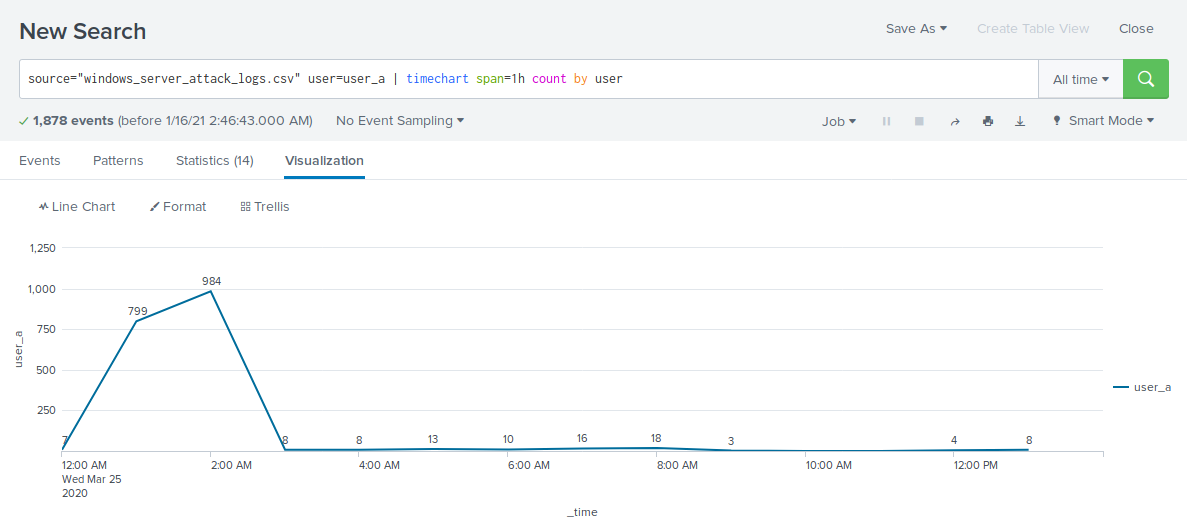 New Search
Save As Create Table View Close
source="windows_server_attack_logs.csv" user=user_a | timechart span=1h count by user
All time
1,878 events (before 1/16/21 2:46:43.000 AM) No Event Sampling
Job Smart Mode
Events Patterns Statistics (14) Visualization
Line Chart Format Trellis
1,250
1,000
750
500
250
user_a
7
799
984
8
8
13
10
16
18
3
4
8
user_a
12:00 AM
Wed Mar 25
2020
2:00 AM
4:00 AM
6:00 AM
8:00 AM
10:00 AM
12:00 PM
_time